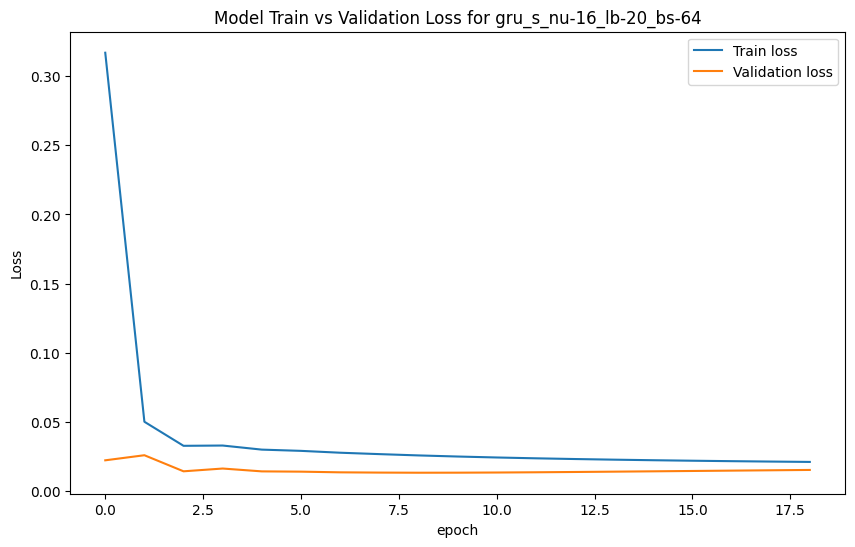 Model Train vs Validation Loss for gru_s_nu-16_lb-20_bs-64
Train loss
Validation loss
Loss
0.30
0.25
0.20
0.15
0.10
0.05
0.00
0.0 2.5 5.0 7.5 10.0 12.5 15.0 17.5
epoch